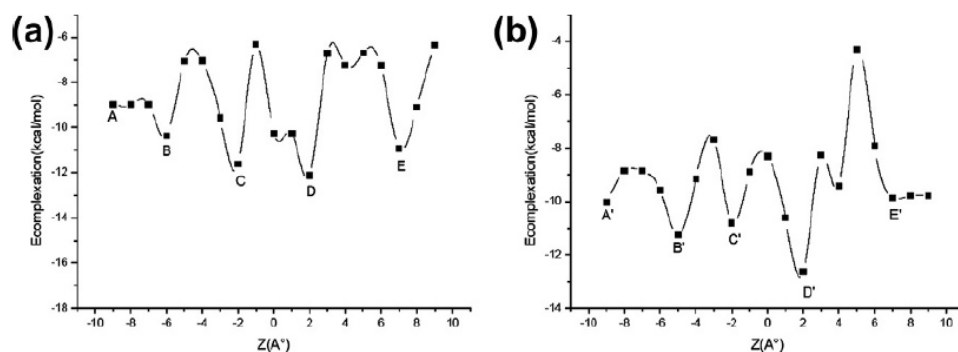 (a)
Ecomplexation(kcal/mol)
-6
-8
-10
-12
-14
-16
-18
A
B
C
D
E
-10 -8 -6 -4 -2 0 2 4 6 8 10
Z(A°)
(b)
Ecomplexation(kcal/mol)
-4
-6
-8
-10
-12
-14
A'
B'
C'
D'
E'
-10 -8 -6 -4 -2 0 2 4 6 8 10
Z(A°)